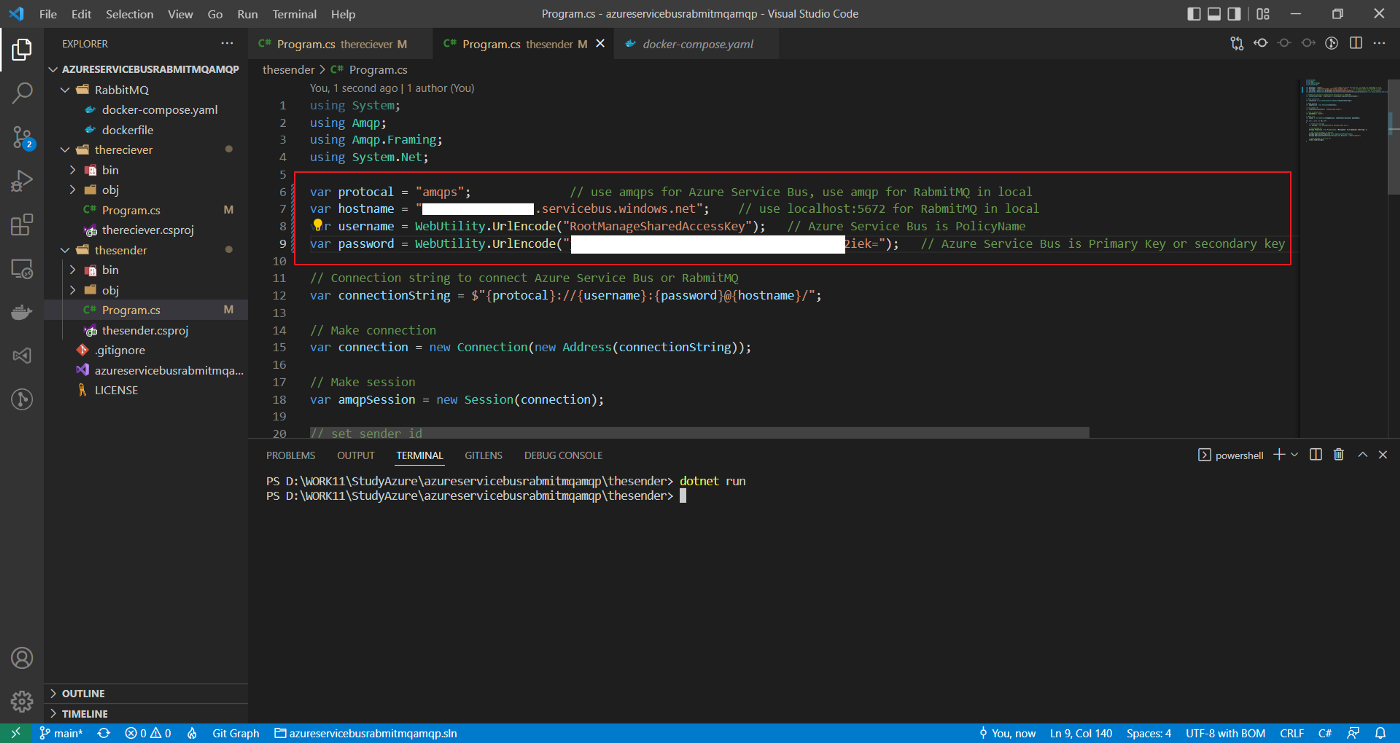 File Edit Selection View Go Run Terminal Help
Program.cs - azureservicebusrabmitmqamqp - Visual Studio Code
EXPLORER
AZURESERVICEBUSRABMITMQAMQP
RabbitMQ
docker-compose.yaml
dockerfile
thereciever
bin
obj
C# Program.cs M
thereciever.csproj
thesender
bin
obj
C# Program.cs M
thesender.csproj
.gitignore
azureservicebusrabmitmqa...
LICENSE
OUTLINE
TIMELINE
2
C# Program.cs thereciever M
C# Program.cs thesender M
docker-compose.yaml
thesender > C# Program.cs
You, 1 second ago | 1 author (You)
1 using System;
2 using Amqp;
3 using Amqp.Framing;
4 using System.Net;
5
6 var protocal = "amqps"; // use amqps for Azure Service Bus, use amqp for RabmitMQ in local
7 var hostname = " .servicebus.windows.net"; // use localhost:5672 for RabmitMQ in local
8 var username = WebUtility.UrlEncode("RootManageSharedAccessKey"); // Azure Service Bus is PolicyName
9 var password = WebUtility.UrlEncode(" 2iek="); // Azure Service Bus is Primary Key or secondary key
10
11 // Connection string to connect Azure Service Bus or RabmitMQ
12 var connectionString = $"{protocal}://{username}:{password}@{hostname}/";
13
14 // Make connection
15 var connection = new Connection(new Address(connectionString));
16
17 // Make session
18 var amqpSession = new Session(connection);
19
20 // set sender id
PROBLEMS OUTPUT TERMINAL GITLENS DEBUG CONSOLE
powershell
PS D:\WORK11\StudyAzure\azureservicebusrabmitmqamqp\thesender> dotnet run
PS D:\WORK11\StudyAzure\azureservicebusrabmitmqamqp\thesender>
main* 0 0 Git Graph azureservicebusrabmitmqamqp.sln
You, now Ln 9, Col 140 Spaces: 4 UTF-8 with BOM CRLF C#